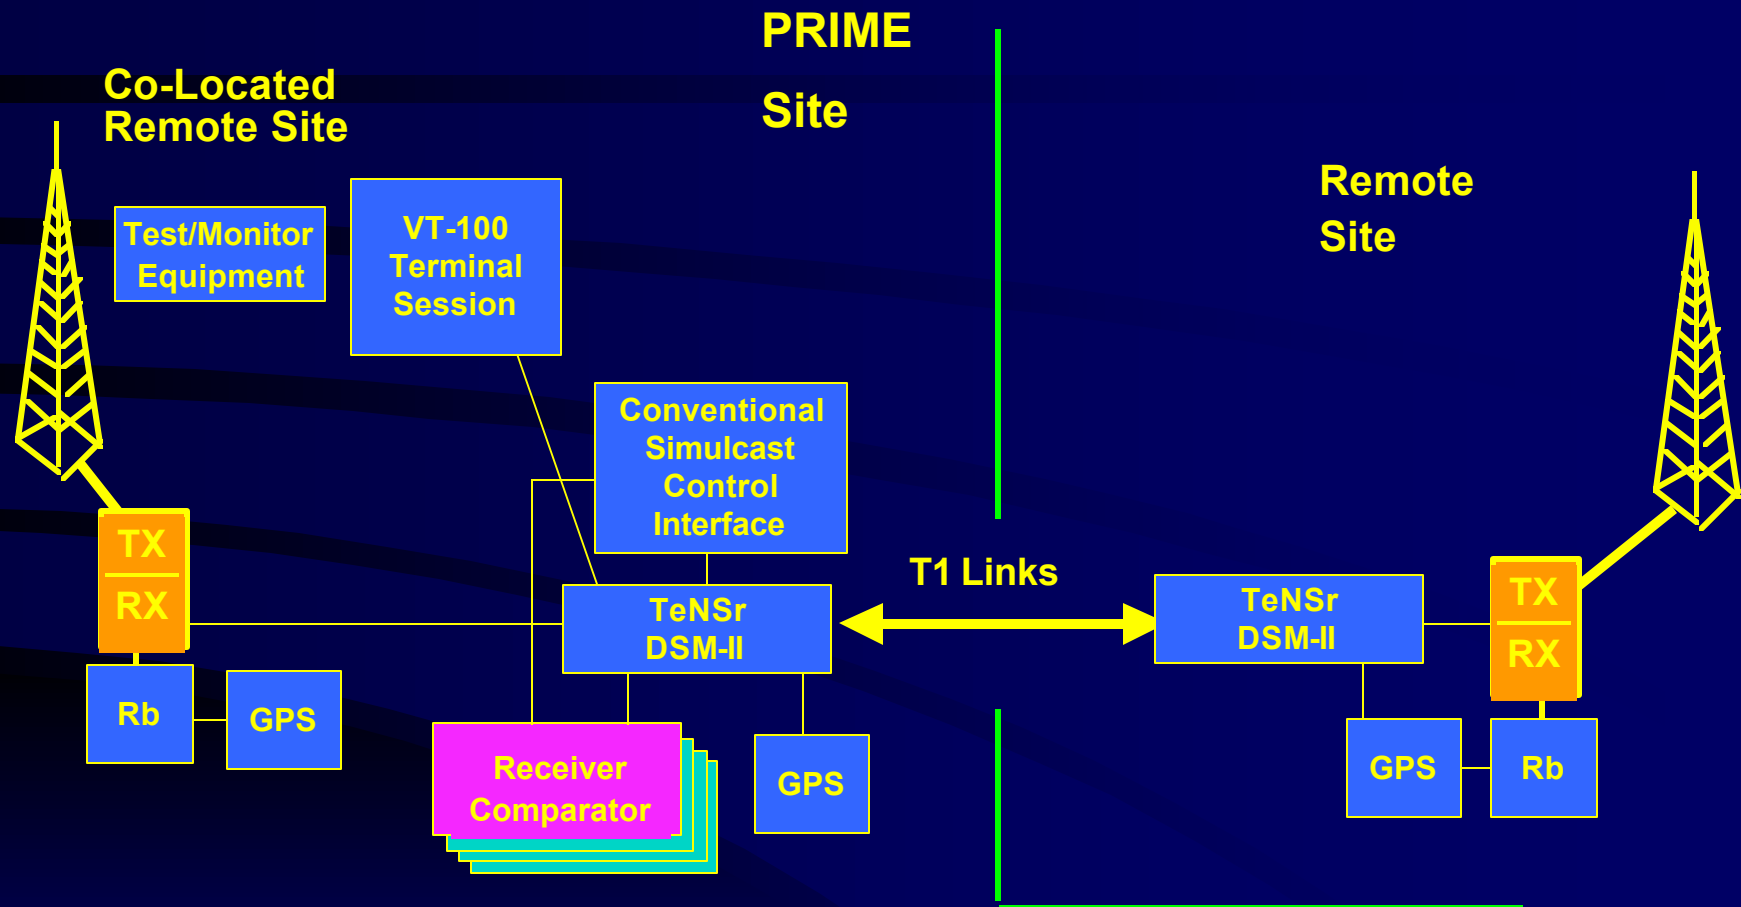 PRIME
Site
Co-Located
Remote Site
Remote
Site
Test/Monitor
Equipment
VT-100
Terminal
Session
Conventional
Simulcast
Control
Interface
TX
RX
T1 Links
TeNSr
DSM-II
TeNSr
DSM-II
TX
RX
Rb
GPS
Receiver
Comparator
GPS
GPS
Rb